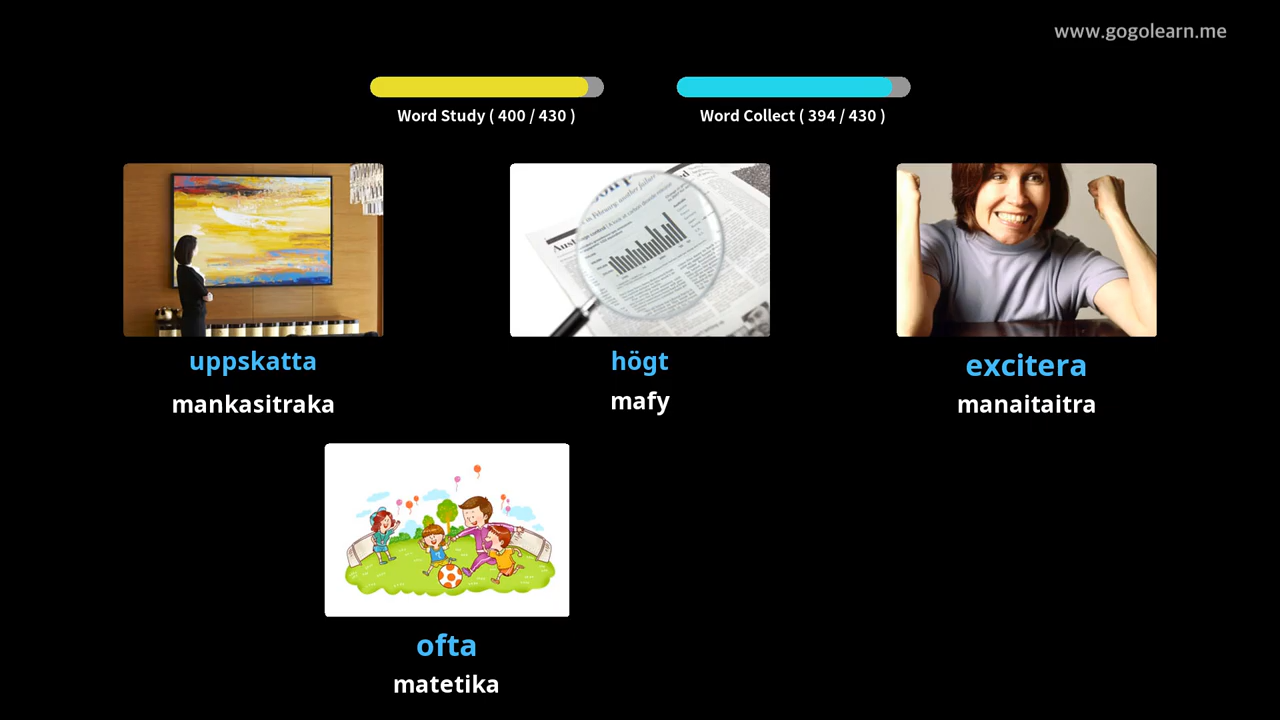 www.gogolearn.me
Word Study ( 400 / 430 )
Word Collect ( 394 / 430 )
uppskatta
högt
excitera
mankasitraka
mafy
manaitaitra
ofta
matetika